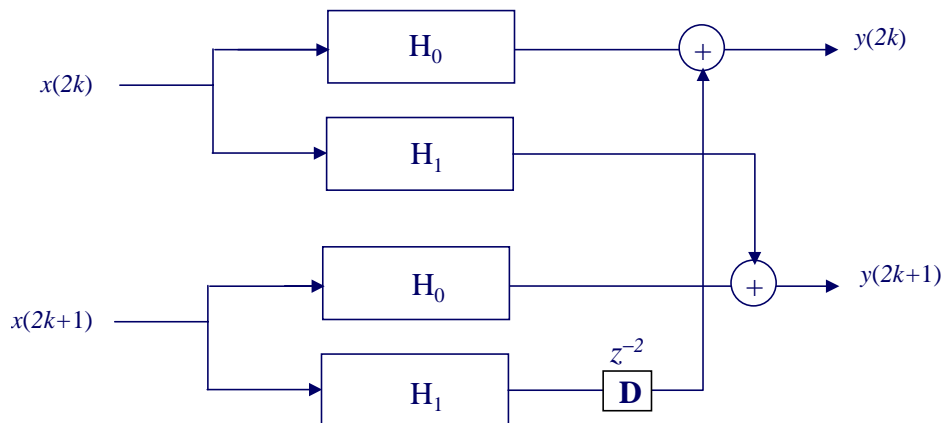 H₀
+
y(2k)
x(2k)
H₁
H₀
+
y(2k+1)
x(2k+1)
z⁻²
H₁
D